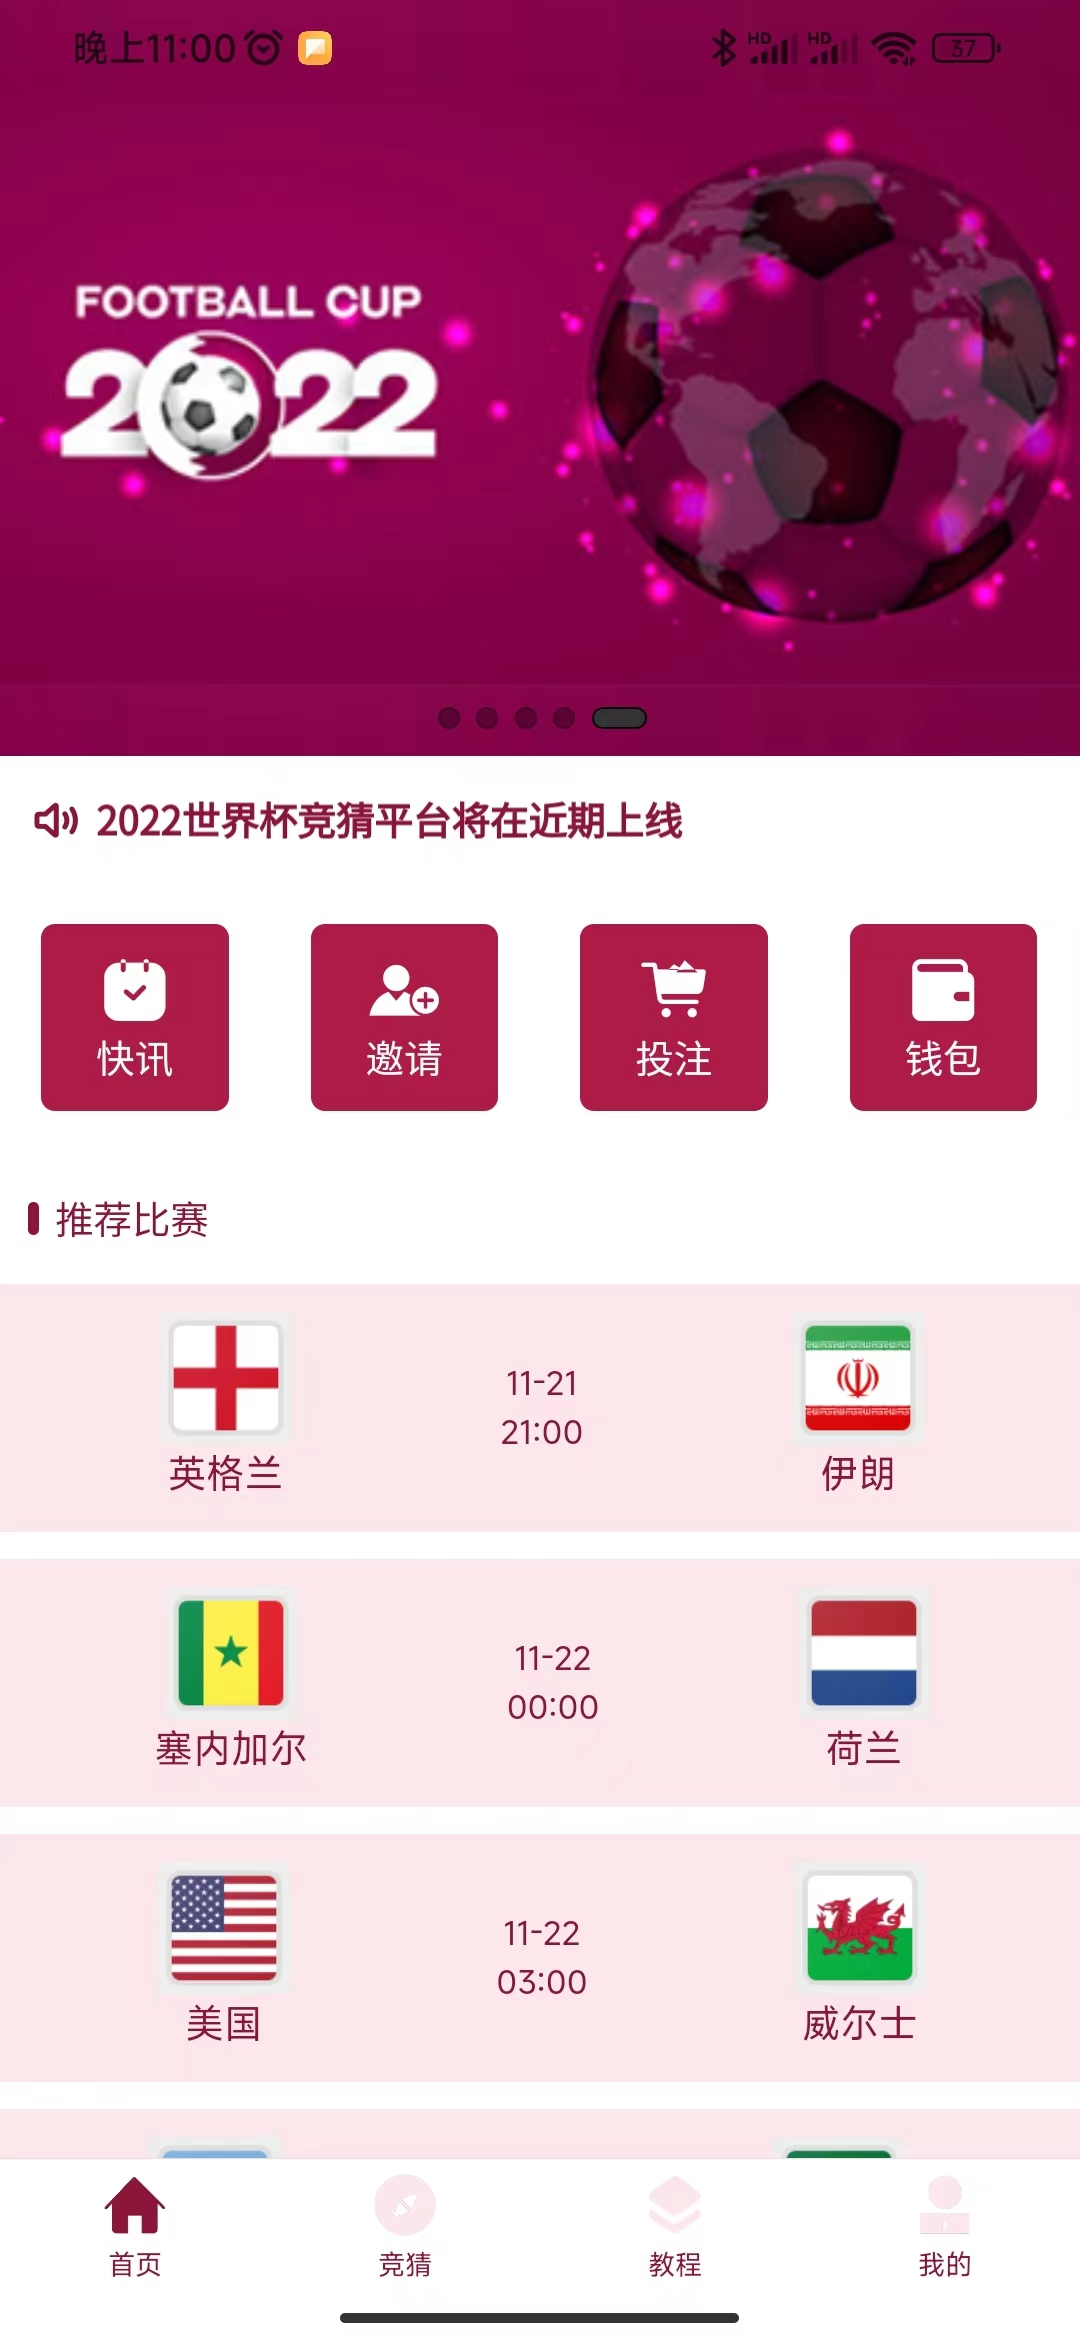 晚上11:00
HD HD 37
FOOTBALL CUP
2022
2022世界杯竞猜平台将在近期上线
快讯 邀请 投注 钱包
推荐比赛
11-21
21:00
英格兰 伊朗
11-22
00:00
塞内加尔 荷兰
11-22
03:00
美国 威尔士
首页 竞猜 教程 我的